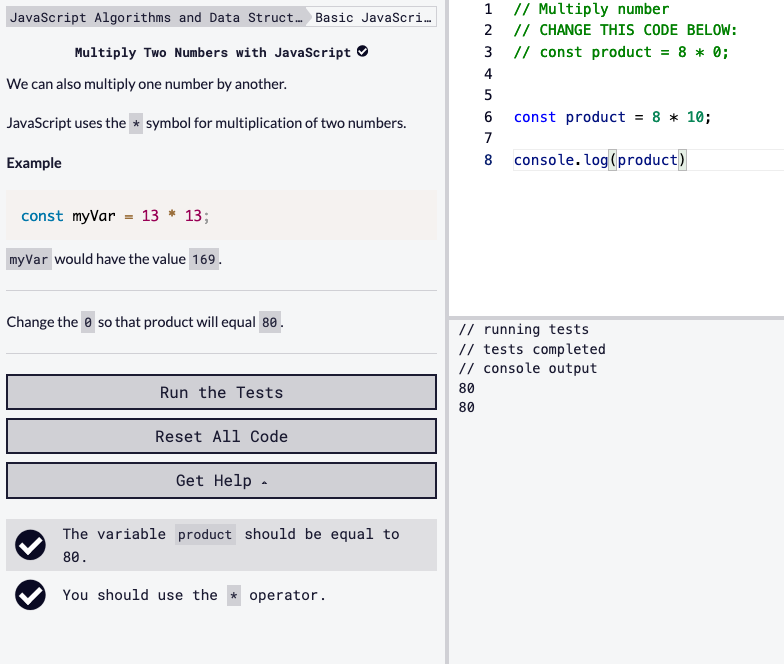 JavaScript Algorithms and Data Struct… Basic JavaScri…
Multiply Two Numbers with JavaScript
We can also multiply one number by another.
JavaScript uses the * symbol for multiplication of two numbers.
Example
const myVar = 13 * 13;
myVar would have the value 169.
Change the 0 so that product will equal 80.
Run the Tests
Reset All Code
Get Help
The variable product should be equal to
80.
You should use the * operator.
1 // Multiply number
2 // CHANGE THIS CODE BELOW:
3 // const product = 8 * 0;
4
5
6 const product = 8 * 10;
7
8 console.log(product)
// running tests
// tests completed
// console output
80
80